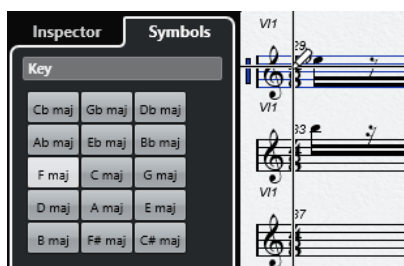 Inspector Symbols
Key
Cb maj Gb maj Db maj
Ab maj Eb maj Bb maj
F maj C maj G maj
D maj A maj E maj
B maj F# maj C# maj
Vl1
29
Vl1
33
Vl1
37